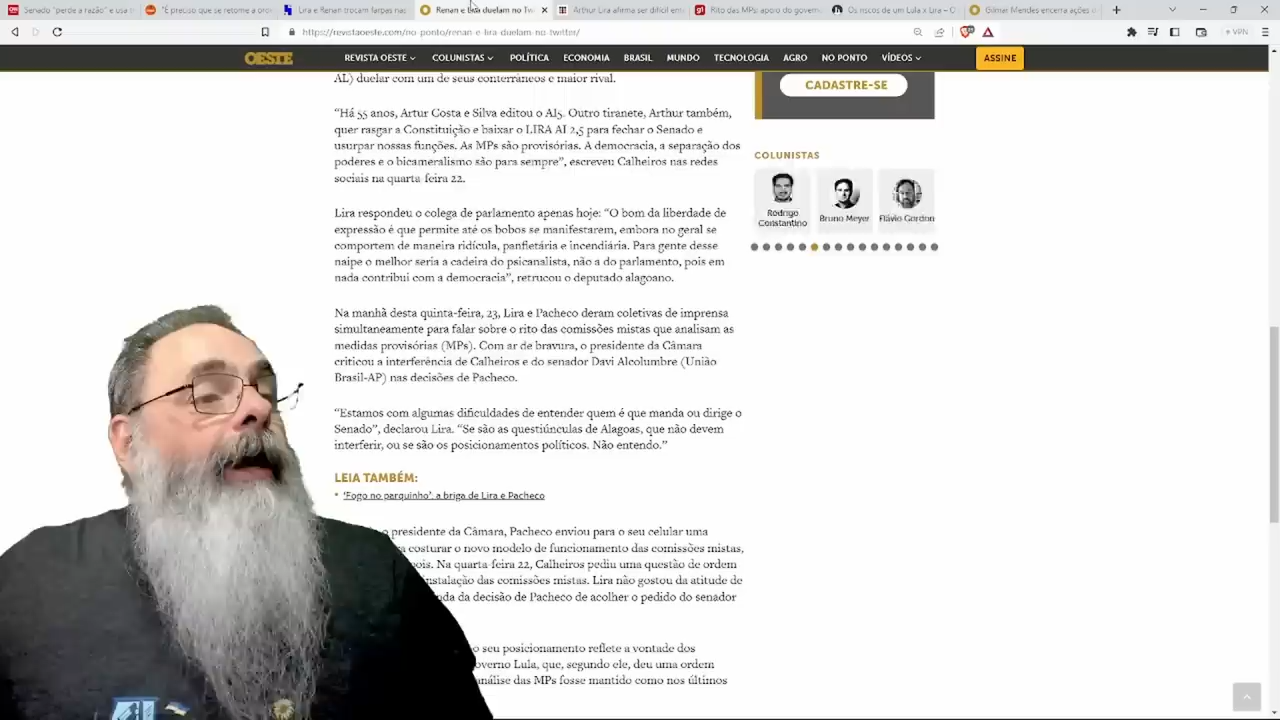 Senado "perde a razão" usa n
"É preciso que se retome a oro
Lira e Renan trocam farpas nas
Renan e Lira duelam no Tw
Arthur Lira afirma ser difícil em
Rito das MPs: apoio do govern
Os riscos de um Lula x Lira – O
Gilmar Mendes encerra ações d
https://revistaoeste.com/no-ponto/renan-e-lira-duelam-no-twitter/
VPN
OESTE
REVISTA OESTE
COLUNISTAS
POLÍTICA
ECONOMIA
BRASIL
MUNDO
TECNOLOGIA
AGRO
NO PONTO
VÍDEOS
ASSINE
AL) duelar com um de seus conterrâneos e maior rival.
“Há 55 anos, Artur Costa e Silva editou o AI5. Outro tiranete, Arthur também,
quer rasgar a Constituição e baixar o LIRA AI 2,5 para fechar o Senado e
usurpar nossas funções. As MPs são provisórias. A democracia, a separação dos
poderes e o bicameralismo são para sempre”, escreveu Calheiros nas redes
sociais na quarta-feira 22.
Lira respondeu o colega de parlamento apenas hoje: “O bom da liberdade de
expressão é que permite até os bobos se manifestarem, embora no geral se
comportem de maneira ridícula, panfletária e incendiária. Para gente desse
naipe o melhor seria a cadeira do psicanalista, não a do parlamento, pois em
nada contribui com a democracia”, retrucou o deputado alagoano.
Na manhã desta quinta-feira, 23, Lira e Pacheco deram coletivas de imprensa
simultaneamente para falar sobre o rito das comissões mistas que analisam as
medidas provisórias (MPs). Com ar de bravura, o presidente da Câmara
criticou a interferência de Calheiros e do senador Davi Alcolumbre (União
Brasil-AP) nas decisões de Pacheco.
“Estamos com algumas dificuldades de entender quem é que manda ou dirige o
Senado”, declarou Lira. “Se são as questiúnculas de Alagoas, que não devem
interferir, ou se são os posicionamentos políticos. Não entendo.”
LEIA TAMBÉM:
‘Fogo no parquinho’: a briga de Lira e Pacheco
o presidente da Câmara, Pacheco enviou para o seu celular uma
costurar o novo modelo de funcionamento das comissões mistas,
pois. Na quarta-feira 22, Calheiros pediu uma questão de ordem
nstalação das comissões mistas. Lira não gostou da atitude de
da da decisão de Pacheco de acolher o pedido do senador
o seu posicionamento reflete a vontade dos
overno Lula, que, segundo ele, deu uma ordem
análise das MPs fosse mantido como nos últimos
CADASTRE-SE
COLUNISTAS
Rodrigo
Constantino
Bruno Meyer
Flávio Gordon